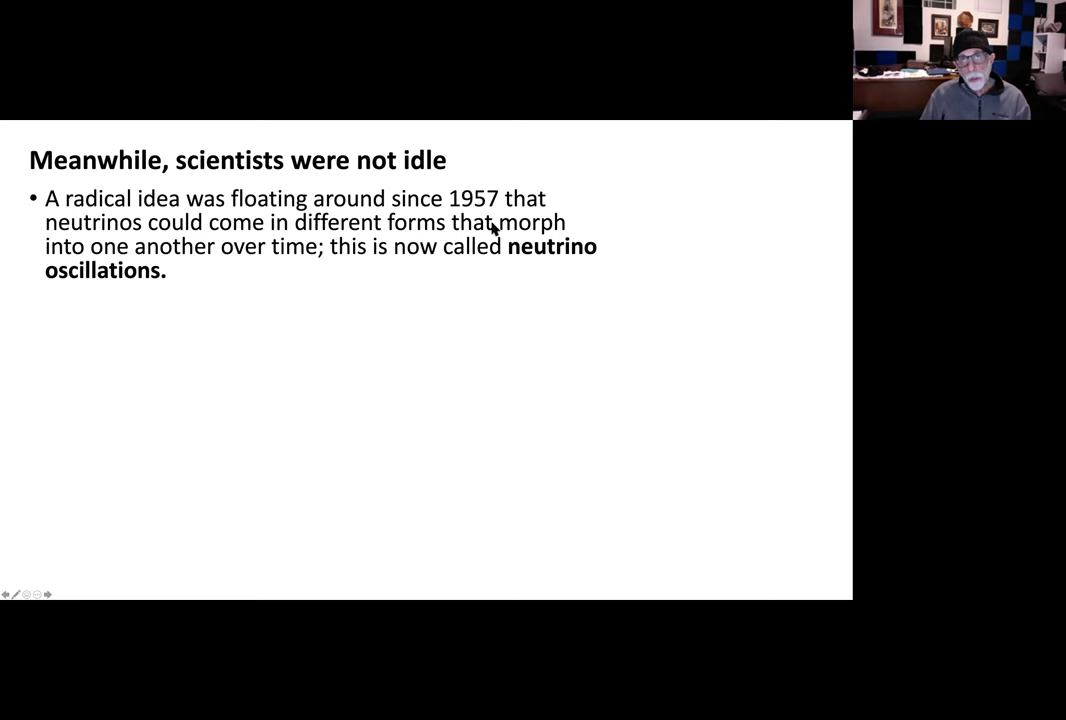 Meanwhile, scientists were not idle
• A radical idea was floating around since 1957 that
neutrinos could come in different forms that morph
into one another over time; this is now called neutrino
oscillations.